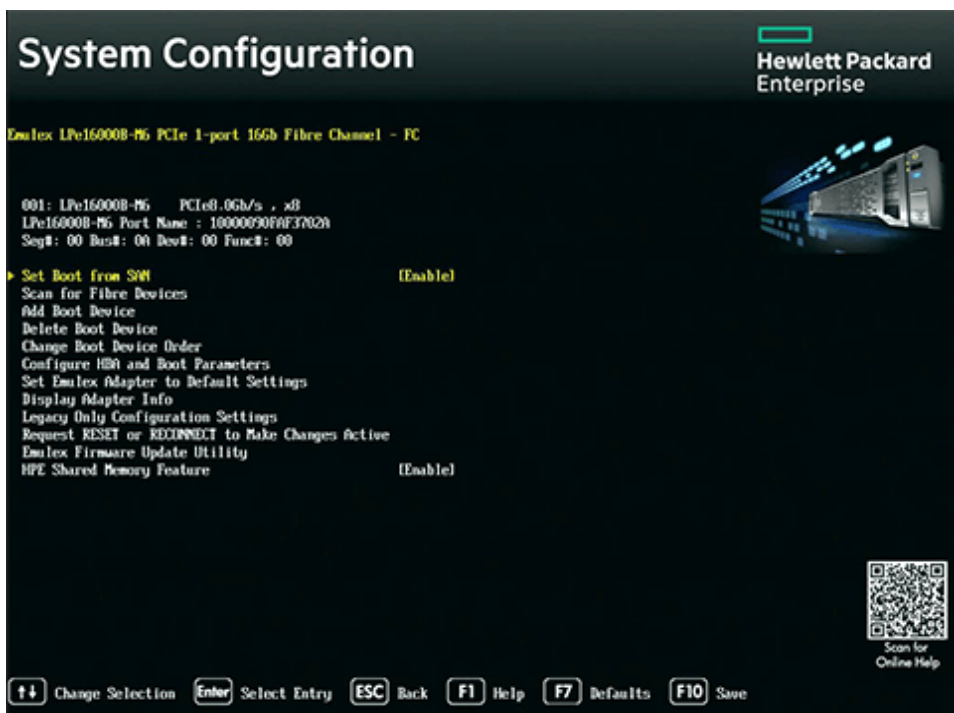 System Configuration
Hewlett Packard
Enterprise
Emulex LPe16000B-M6 PCIe 1-port 16Gb Fibre Channel - FC
001: LPe16000B-M6 PCIe8.0Gb/s , x8
LPe16000B-M6 Port Name : 10000090FAF3702A
Seg#: 00 Bus#: 0A Dev#: 00 Func#: 00
Set Boot from SAN [Enable]
Scan for Fibre Devices
Add Boot Device
Delete Boot Device
Change Boot Device Order
Configure HBA and Boot Parameters
Set Emulex Adapter to Default Settings
Display Adapter Info
Legacy Only Configuration Settings
Request RESET or RECONNECT to Make Changes Active
Emulex Firmware Update Utility
HPE Shared Memory Feature [Enable]
Scan for
Online Help
↑↓ Change Selection Enter Select Entry ESC Back F1 Help F7 Defaults F10 Save